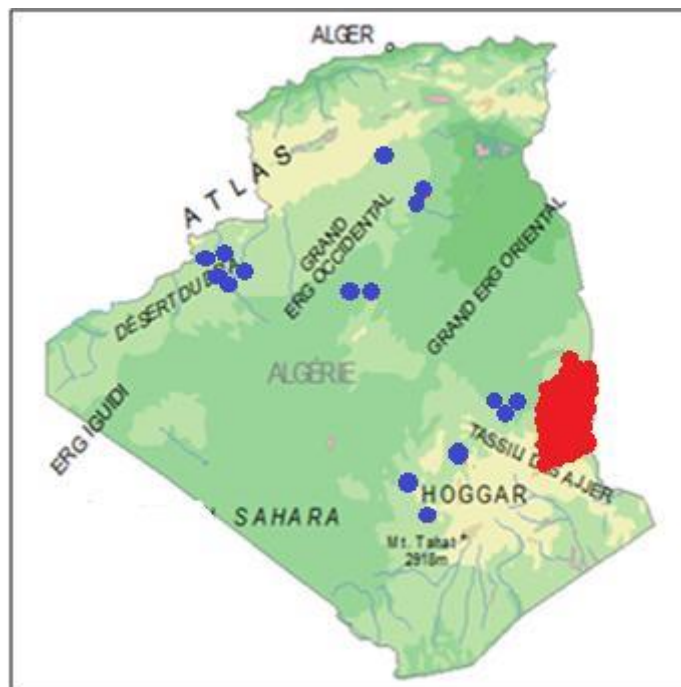 ALGER
ATLAS
GRAND
ERG OCCIDENTAL
GRAND ERG ORIENTAL
DÉSERT DU
ALGÉRIE
ERG IGUIDI
TASSILI
AJJER
HOGGAR
SAHARA
Mt. Tahat
2918m